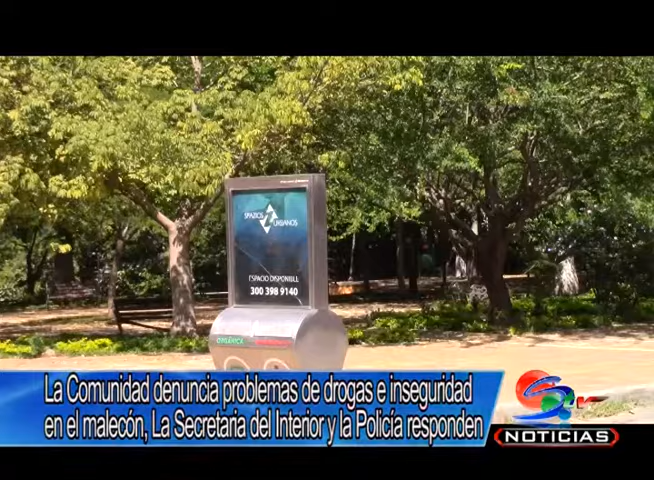 SPAZIOS URBANOS
ESPACIO DISPONIBLE
300 398 9140
ORGÁNICA
La Comunidad denuncia problemas de drogas e inseguridad
en el malecón, La Secretaria del Interior y la Policía responden
NOTICIAS